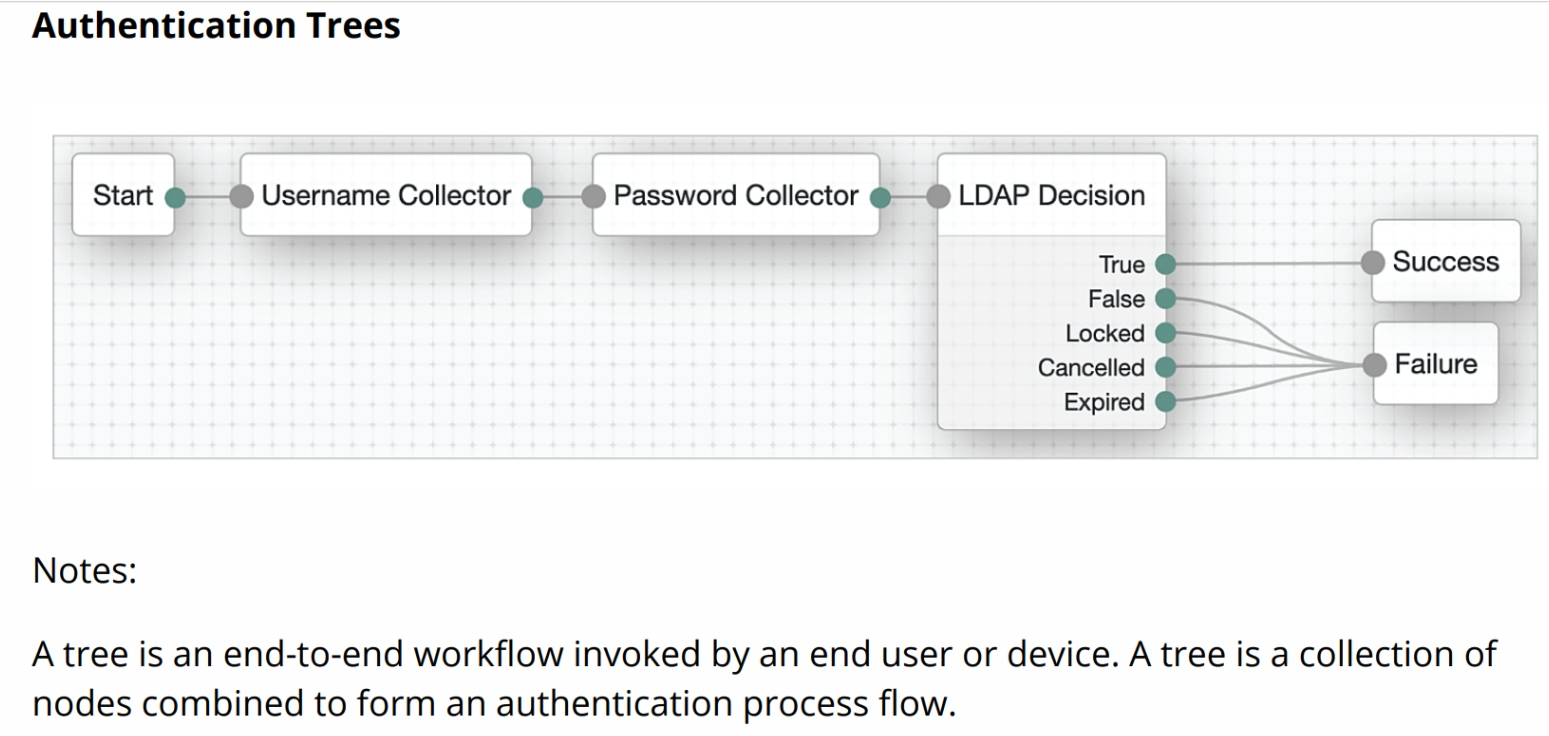 Authentication Trees
Start
Username Collector
Password Collector
LDAP Decision
True
False
Locked
Cancelled
Expired
Success
Failure
Notes:
A tree is an end-to-end workflow invoked by an end user or device. A tree is a collection of
nodes combined to form an authentication process flow.